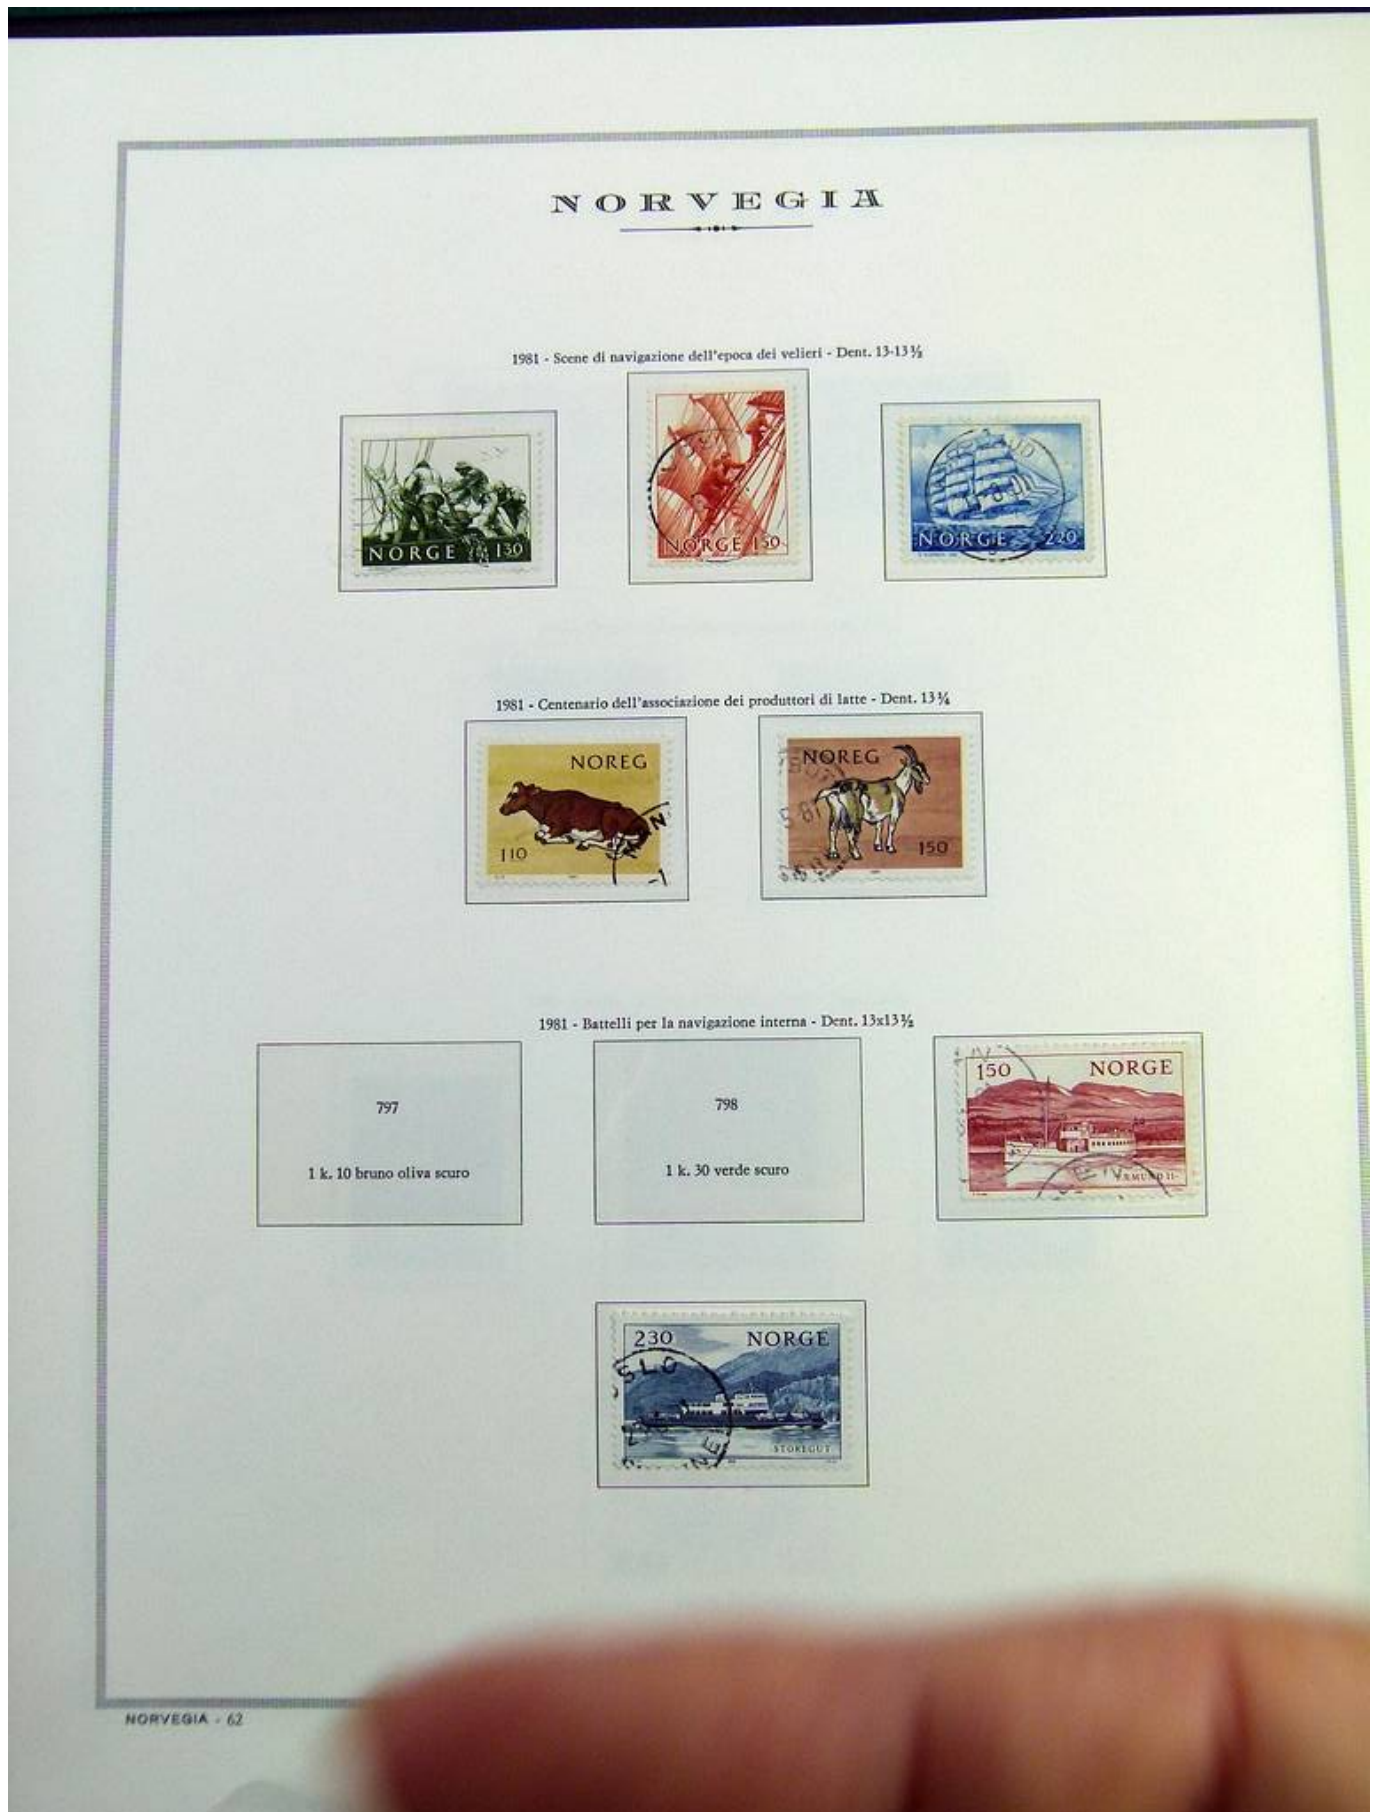 NORVEGIA
1981 - Scene di navigazione dell'epoca dei velieri - Dent. 13-13½
NORGE 130
NORGE 150
NORGE 220
1981 - Centenario dell'associazione dei produttori di latte - Dent. 13¾
NOREG
110
NOREG
150
1981 - Battelli per la navigazione interna - Dent. 13x13½
797
1 k. 10 bruno oliva scuro
798
1 k. 30 verde scuro
150 NORGE
230 NORGE
OSLO
STOREGUT
NORVEGIA - 62